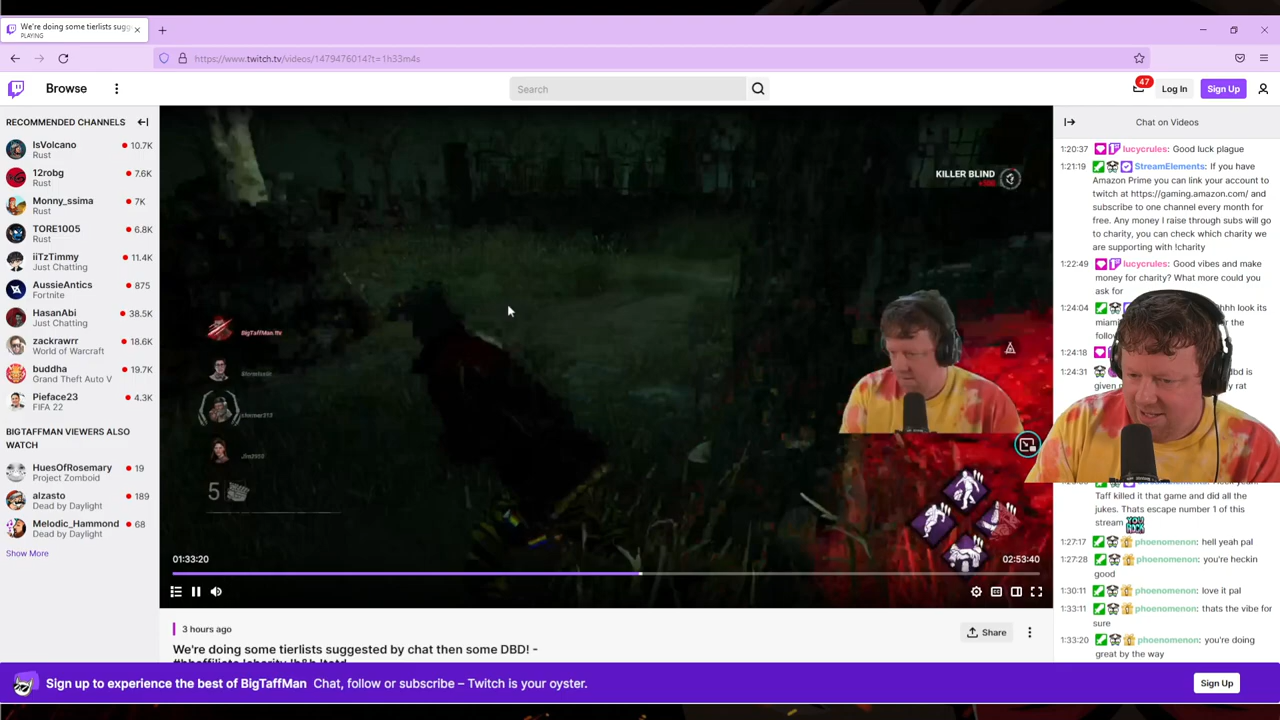 We're doing some tierlists sugg
PLAYING
https://www.twitch.tv/videos/1479476014?t=1h33m4s
Browse
Search
47
Log In
Sign Up
RECOMMENDED CHANNELS
IsVolcano
Rust
10.7K
12robg
Rust
7.6K
Monny_ssima
Rust
7K
TORE1005
Rust
6.8K
iiTzTimmy
Just Chatting
11.4K
AussieAntics
Fortnite
875
HasanAbi
Just Chatting
38.5K
zackrawrr
World of Warcraft
18.6K
buddha
Grand Theft Auto V
19.7K
Pieface23
FIFA 22
4.3K
BIGTAFFMAN VIEWERS ALSO
WATCH
HuesOfRosemary
Project Zomboid
19
alzasto
Dead by Daylight
189
Melodic_Hammond
Dead by Daylight
68
Show More
KILLER BLIND
BigTaffMan
5
01:33:20
02:53:40
Chat on Videos
1:20:37 lucycrules: Good luck plague
1:21:19 StreamElements: If you have
Amazon Prime you can link your account to
twitch at https://gaming.amazon.com/ and
subscribe to one channel every month for
free. Any money I raise through subs will go
to charity, you can check which charity we
are supporting with !charity
1:22:49 lucycrules: Good vibes and make
money for charity? What more could you
ask for
1:24:04 look its
miam
the
follo
1:24:18
1:24:31 dbd is
given
rat
Taff killed it that game and did all the
jukes. Thats escape number 1 of this
stream
1:27:17 phoenomenon: hell yeah pal
1:27:28 phoenomenon: you're heckin
good
1:30:11 phoenomenon: love it pal
1:33:11 phoenomenon: thats the vibe for
sure
1:33:20 phoenomenon: you're doing
great by the way
3 hours ago
Share
We're doing some tierlists suggested by chat then some DBD! -
Sign up to experience the best of BigTaffMan Chat, follow or subscribe – Twitch is your oyster.
Sign Up